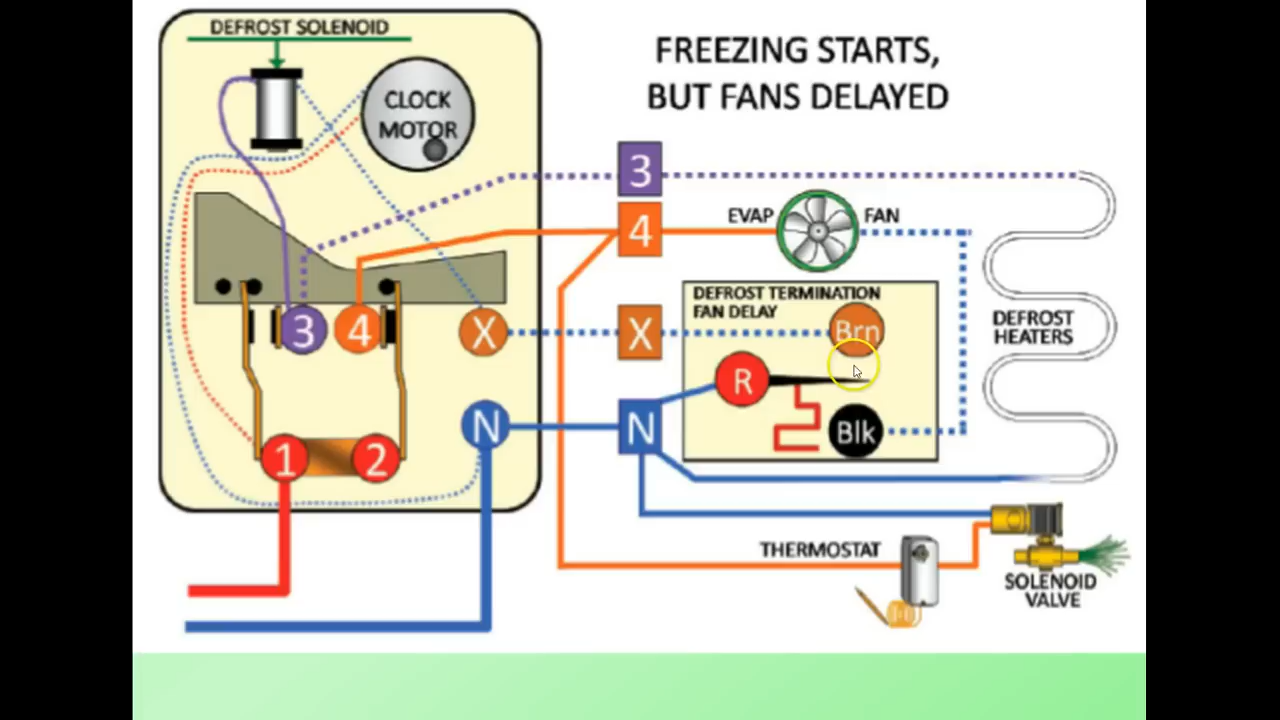 DEFROST SOLENOID
CLOCK
MOTOR
FREEZING STARTS,
BUT FANS DELAYED
3
4
EVAP FAN
DEFROST TERMINATION
FAN DELAY
Brn
X
X
3
4
DEFROST
HEATERS
R
N
N
Blk
1
2
THERMOSTAT
SOLENOID
VALVE